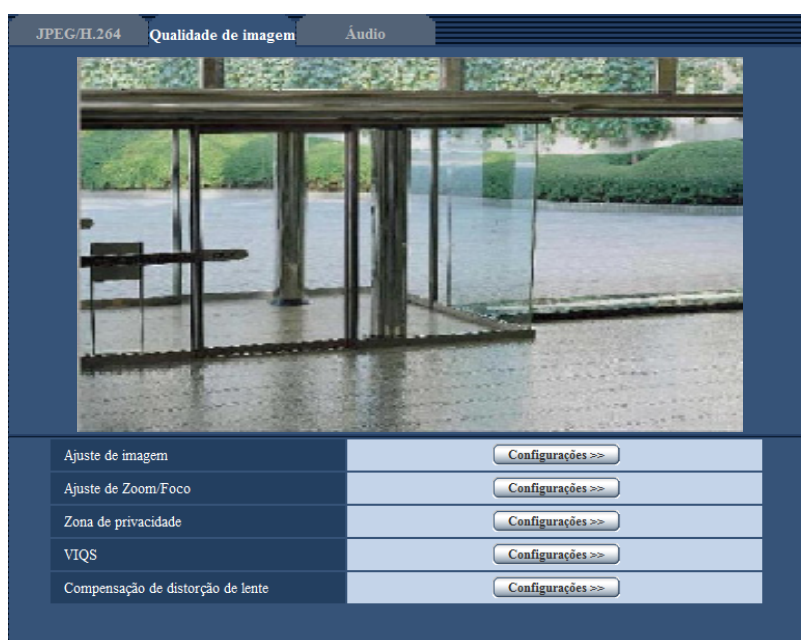 JPEG/H.264 Qualidade de imagem Áudio
Ajuste de imagem Configurações >>
Ajuste de Zoom/Foco Configurações >>
Zona de privacidade Configurações >>
VIQS Configurações >>
Compensação de distorção de lente Configurações >>